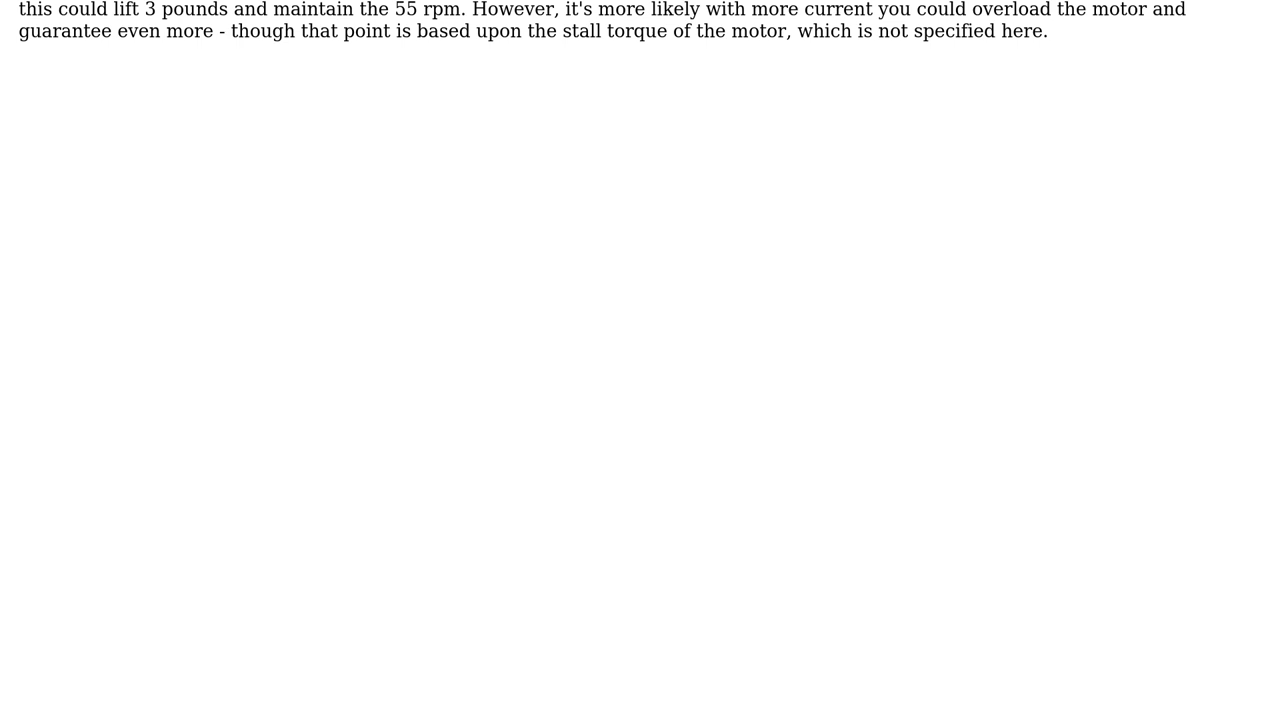 this could lift 3 pounds and maintain the 55 rpm. However, it's more likely with more current you could overload the motor and
guarantee even more - though that point is based upon the stall torque of the motor, which is not specified here.